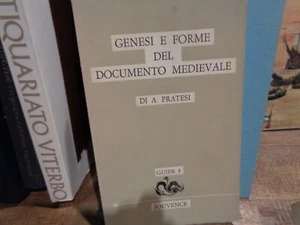 TIQUARIATO VITERBO
GENESI E FORME
DEL
DOCUMENTO MEDIEVALE
DI A PRATESI
GUIDE 3
JOUVENCE